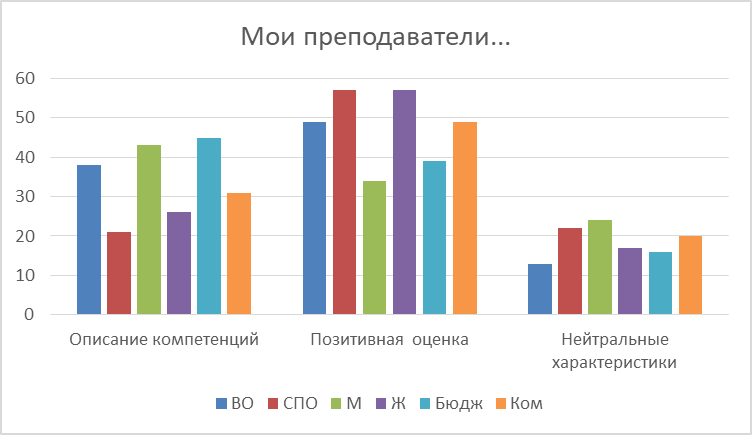 Мои преподаватели...
60
50
40
30
20
10
0
Описание компетенций
Позитивная оценка
Нейтральные
характеристики
ВО СПО М Ж Бюдж Ком